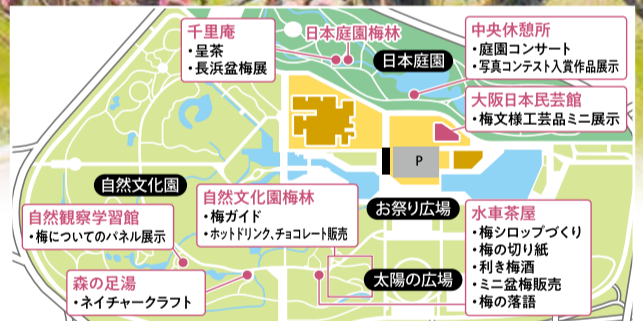 千里庵
・呈茶
・長浜盆梅展
日本庭園梅林
日本庭園
中央休憩所
・庭園コンサート
・写真コンテスト入賞作品展示
大阪日本民芸館
・梅文様工芸品ミニ展示
P
自然文化園
自然観察学習館
・梅についてのパネル展示
自然文化園梅林
・梅ガイド
・ホットドリンク、チョコレート販売
お祭り広場
水車茶屋
・梅シロップづくり
・梅の切り紙
・利き梅酒
・ミニ盆梅販売
・梅の落語
森の足湯
・ネイチャークラフト
太陽の広場